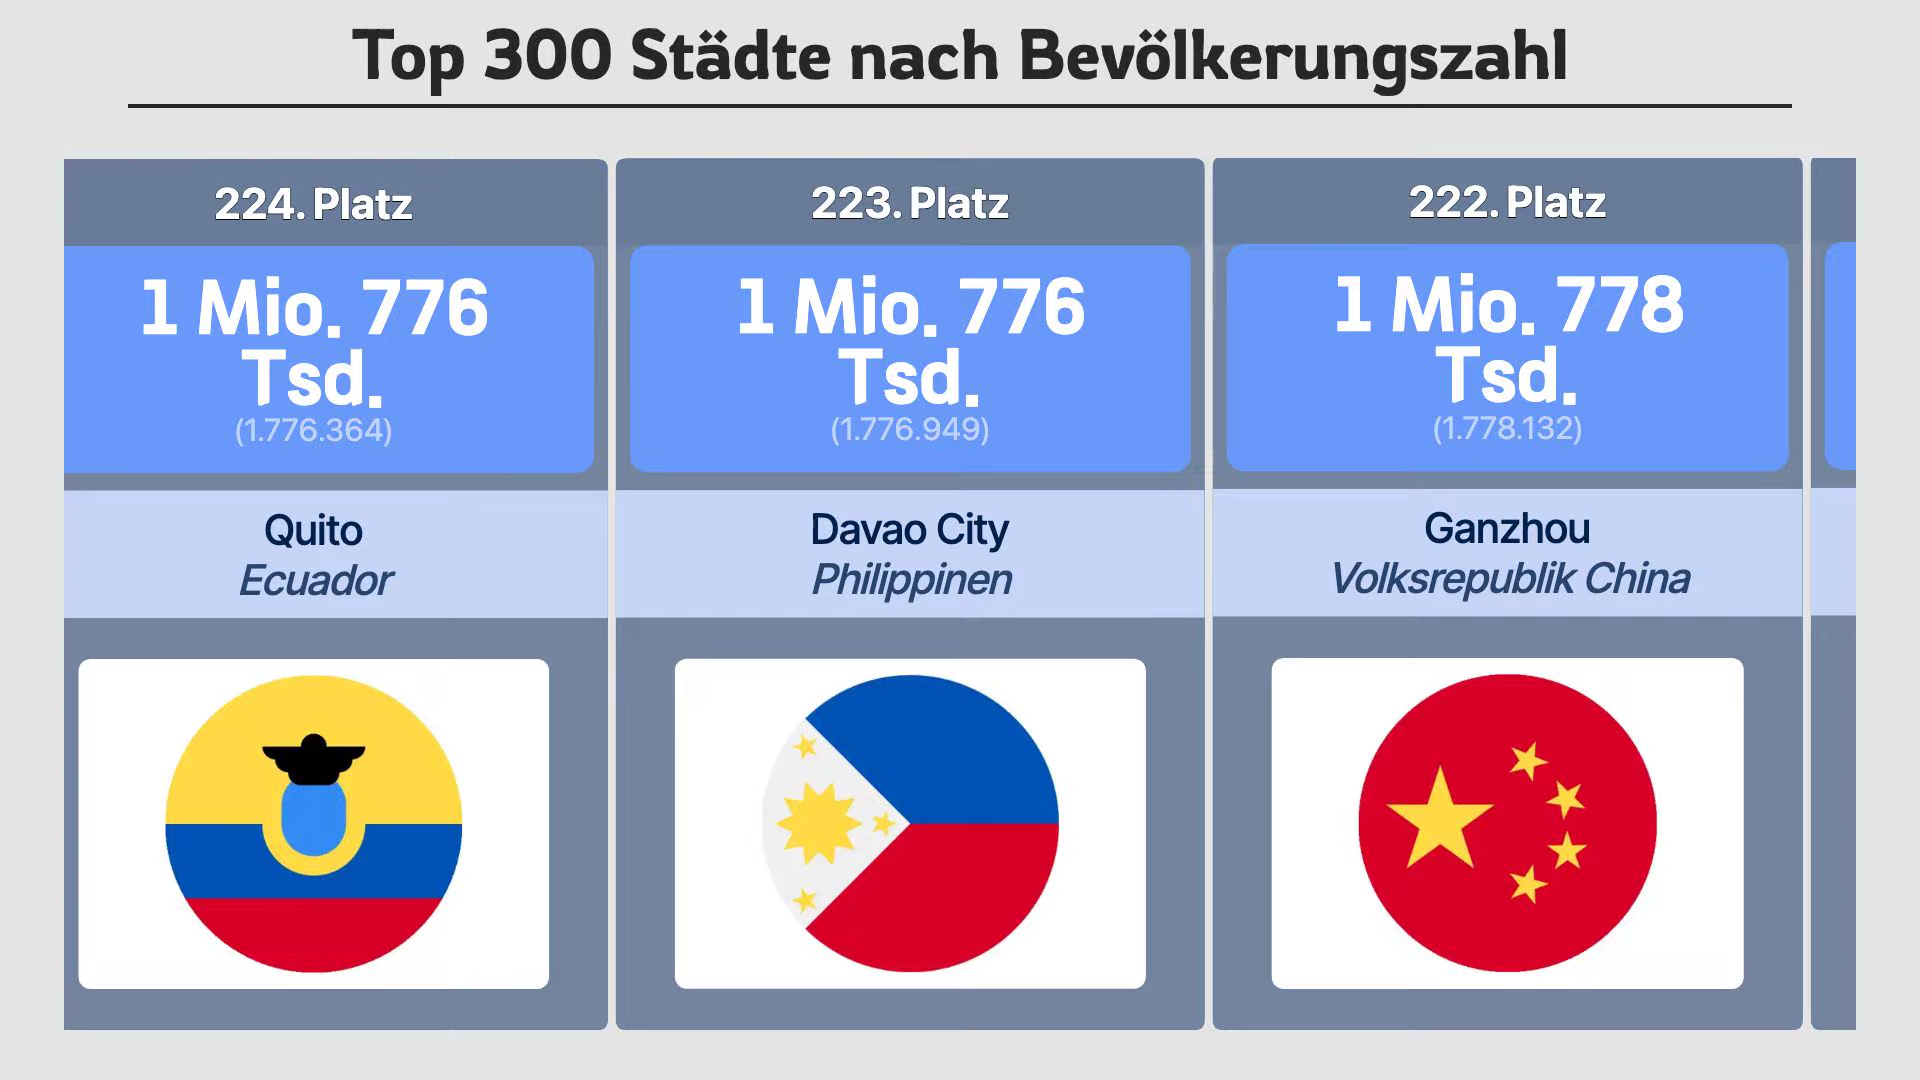 Top 300 Städte nach Bevölkerungszahl
224. Platz
1 Mio. 776
Tsd.
(1.776.364)
Quito
Ecuador
223. Platz
1 Mio. 776
Tsd.
(1.776.949)
Davao City
Philippinen
222. Platz
1 Mio. 778
Tsd.
(1.778.132)
Ganzhou
Volksrepublik China